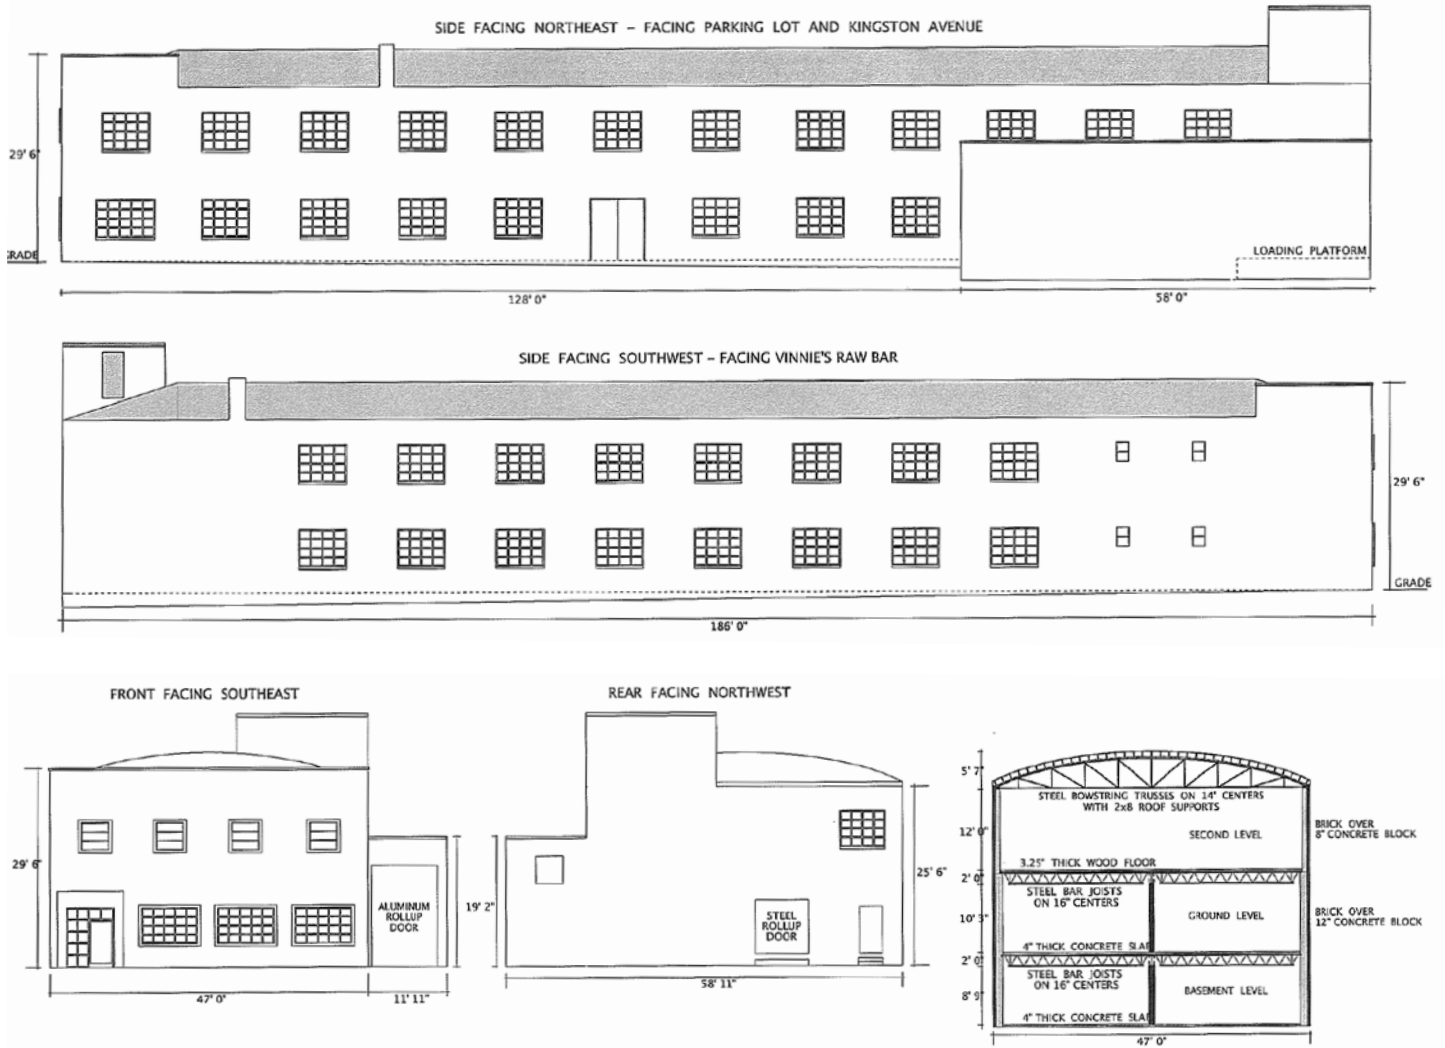 SIDE FACING NORTHEAST – FACING PARKING LOT AND KINGSTON AVENUE
29' 6"
GRADE
LOADING PLATFORM
128' 0"
58' 0"
SIDE FACING SOUTHWEST – FACING VINNIE'S RAW BAR
29' 6"
GRADE
186' 0"
FRONT FACING SOUTHEAST
29' 6"
ALUMINUM
ROLLUP
DOOR
19' 2"
47' 0"
11' 11"
REAR FACING NORTHWEST
STEEL
ROLLUP
DOOR
25' 6"
58' 11"
5' 7"
STEEL BOWSTRING TRUSSES ON 14' CENTERS
WITH 2x8 ROOF SUPPORTS
12' 0"
SECOND LEVEL
BRICK OVER
8" CONCRETE BLOCK
3.25" THICK WOOD FLOOR
2' 0"
STEEL BAR JOISTS
ON 16" CENTERS
10' 3"
GROUND LEVEL
BRICK OVER
12" CONCRETE BLOCK
4" THICK CONCRETE SLA
2' 0"
STEEL BAR JOISTS
ON 16" CENTERS
8' 9"
BASEMENT LEVEL
4" THICK CONCRETE SLA
47' 0"